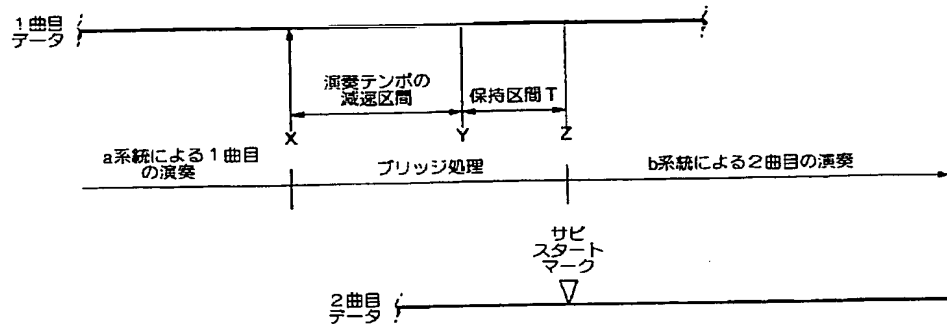 1曲目
データ
演奏テンポの
減速区間
保持区間T
X
Y
Z
a系統による1曲目
の演奏
ブリッジ処理
b系統による2曲目の演奏
サビ
スタート
マーク
2曲目
データ